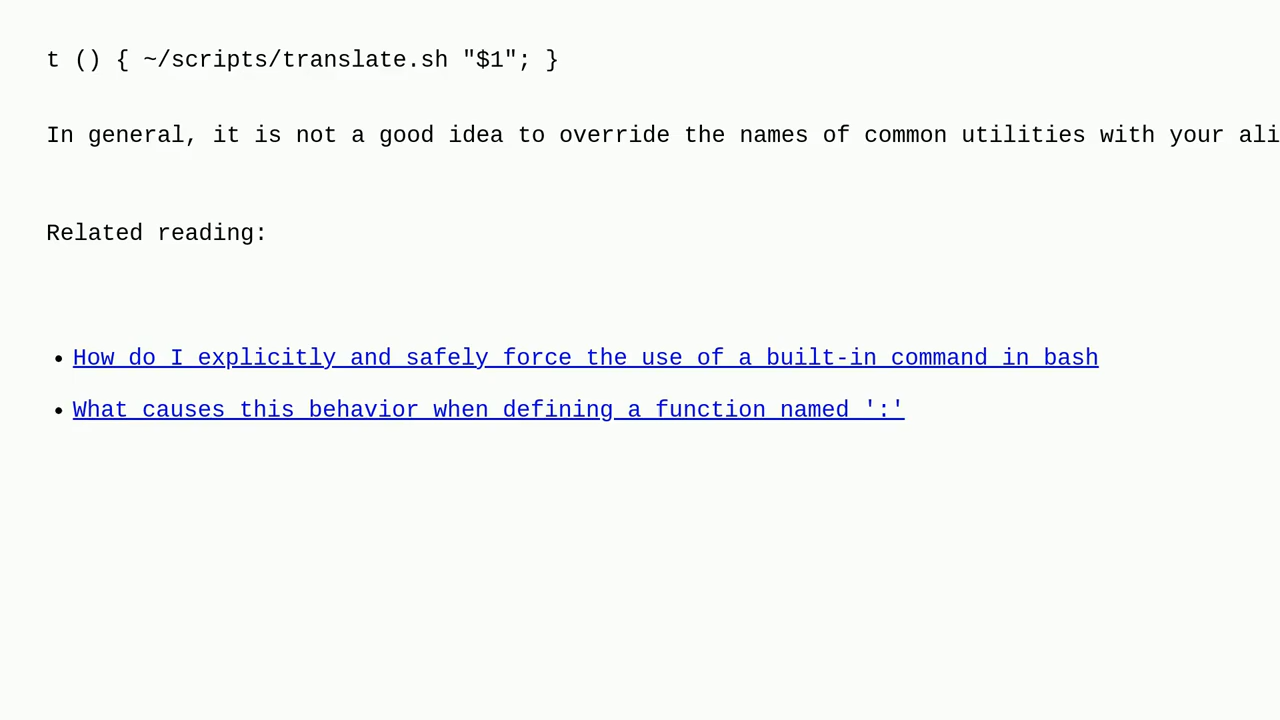 t () { ~/scripts/translate.sh "$1"; }
In general, it is not a good idea to override the names of common utilities with your ali
Related reading:
• How do I explicitly and safely force the use of a built-in command in bash
• What causes this behavior when defining a function named ':'